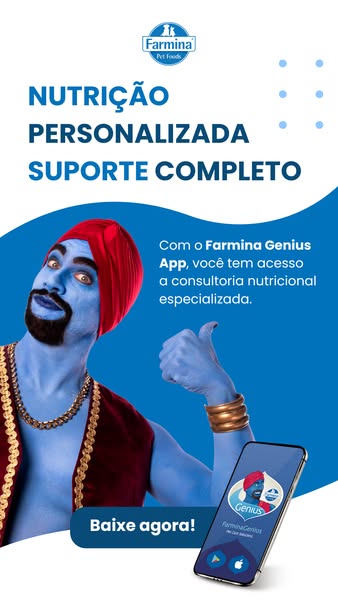 Farmina
Pet Foods
NUTRIÇÃO
PERSONALIZADA
SUPORTE COMPLETO
Com o Farmina Genius
App, você tem acesso
a consultoria nutricional
especializada.
Baixe agora!
Genius
FarminaGenius